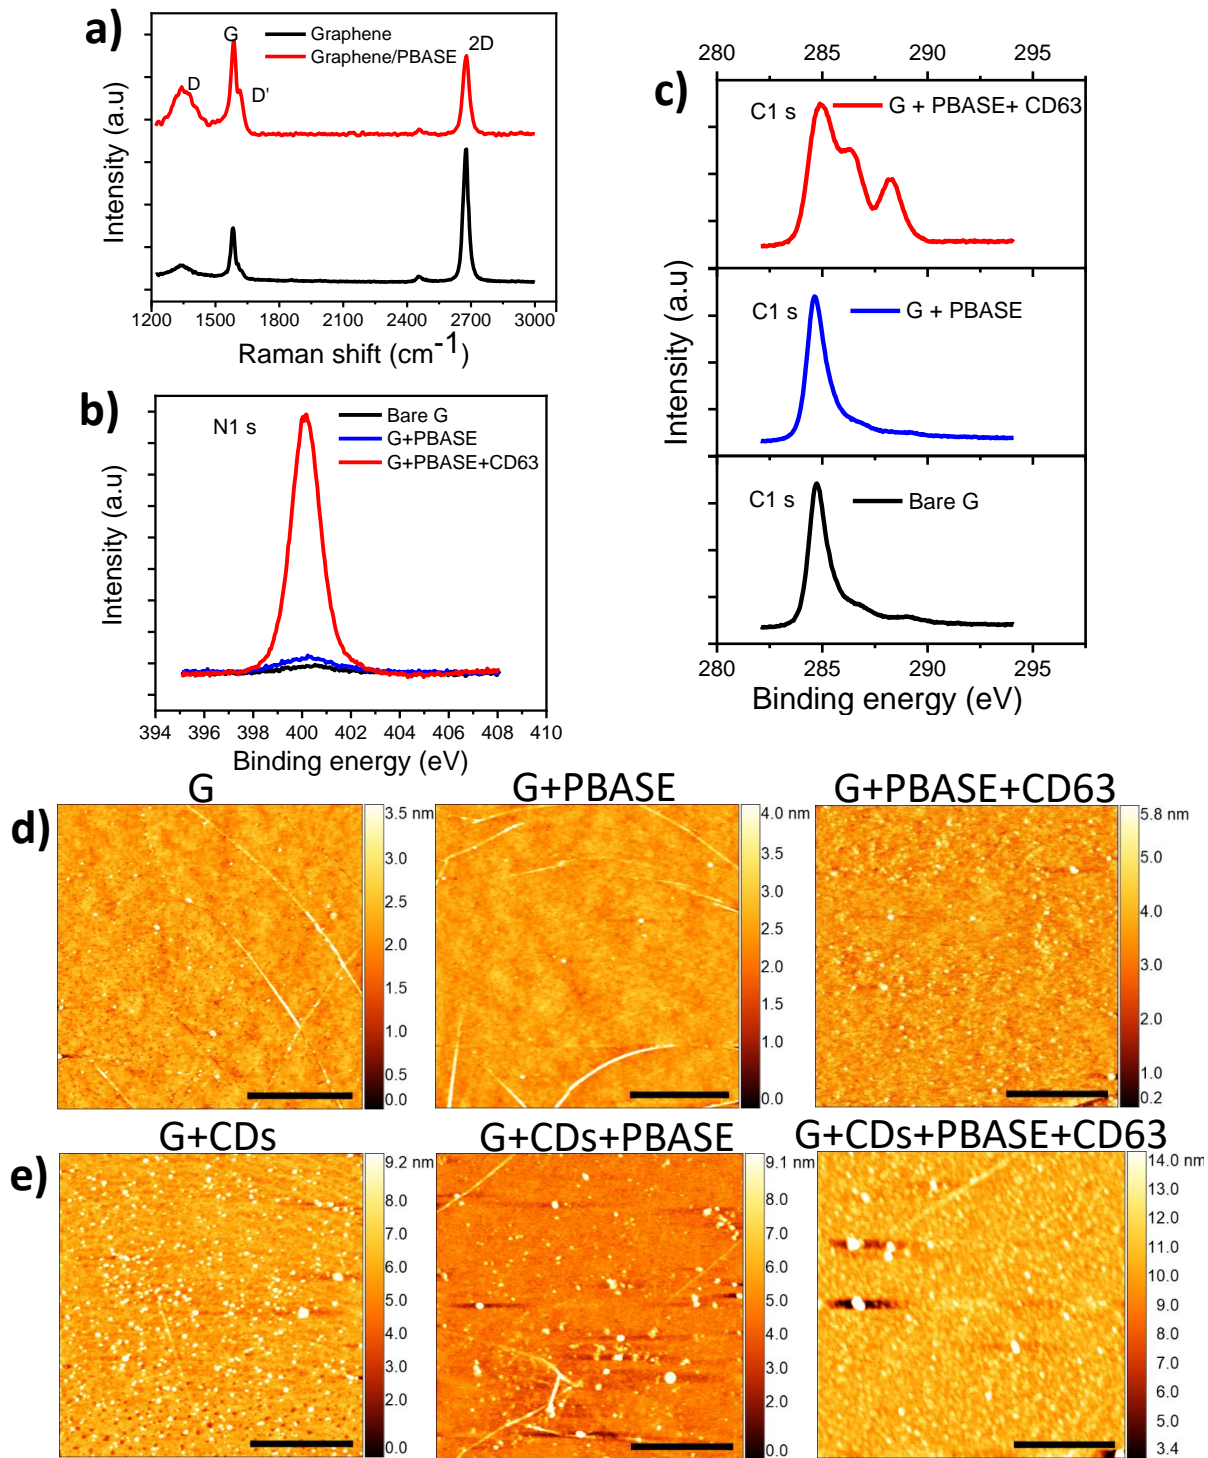 a)
G
Graphene
Graphene/PBASE
2D
D
D'
Intensity (a.u)
1200 1500 1800 2100 2400 2700 3000
Raman shift (cm-1)
b)
N1 s
Bare G
G+PBASE
G+PBASE+CD63
Intensity (a.u)
394 396 398 400 402 404 406 408 410
Binding energy (eV)
280 285 290 295
c)
C1 s
G + PBASE+ CD63
C1 s
G + PBASE
C1 s
Bare G
Intensity (a.u)
280 285 290 295
Binding energy (eV)
d)
G
3.5 nm
3.0
2.5
2.0
1.5
1.0
0.5
0.0
G+PBASE
4.0 nm
3.5
3.0
2.5
2.0
1.5
1.0
0.0
G+PBASE+CD63
5.8 nm
5.0
4.0
3.0
2.0
1.0
0.2
e)
G+CDs
9.2 nm
8.0
7.0
6.0
5.0
4.0
3.0
2.0
0.0
G+CDs+PBASE
9.1 nm
8.0
7.0
6.0
5.0
4.0
3.0
2.0
0.0
G+CDs+PBASE+CD63
14.0 nm
13.0
12.0
11.0
10.0
9.0
8.0
7.0
6.0
5.0
3.4